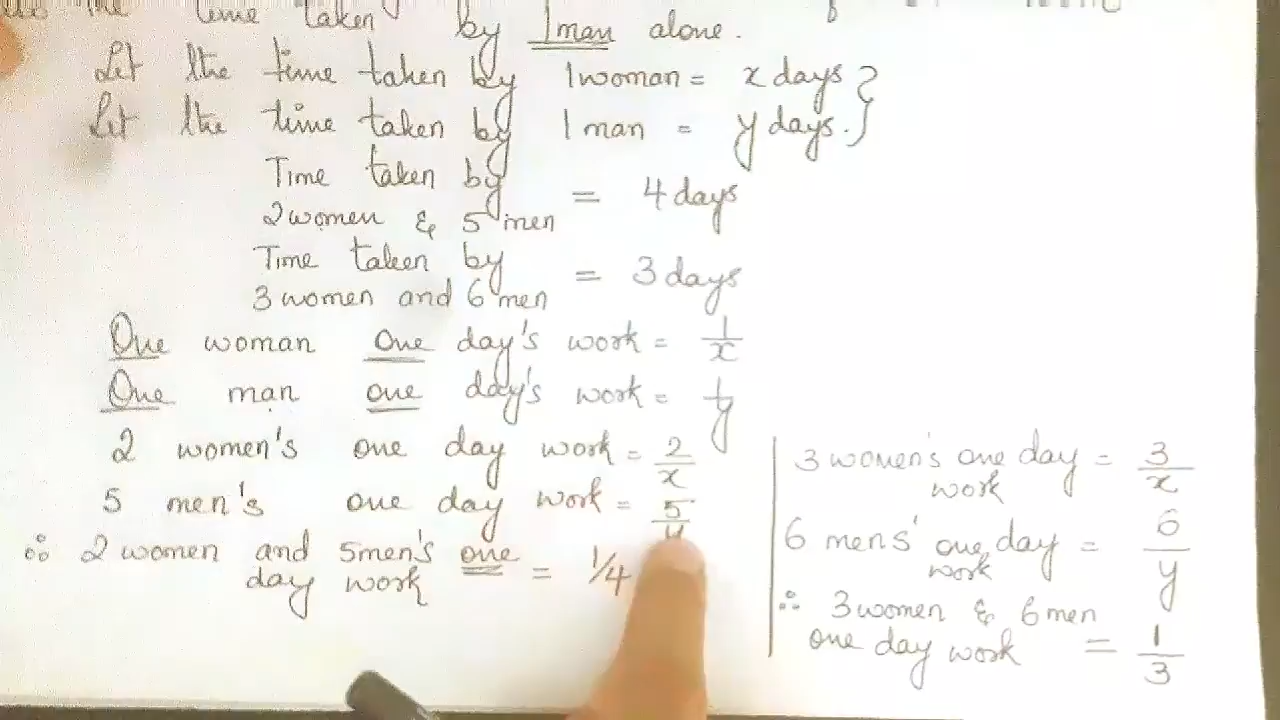 the time taken
by 1man alone.
Let the time taken by 1woman = x days }
Let the time taken by 1 man = y days. }
Time taken by
2women & 5 men = 4 days
Time taken by
3 women and 6 men = 3 days
One woman one day's work = 1/x
One man one day's work = 1/y
2 women's one day work = 2/x
5 men's one day work = 5/y
∴ 2 women and 5men's one = 1/4
day work
3 women's one day = 3/x
work
6 mens' one day = 6/y
work
∴ 3women & 6men
one day work = 1/3